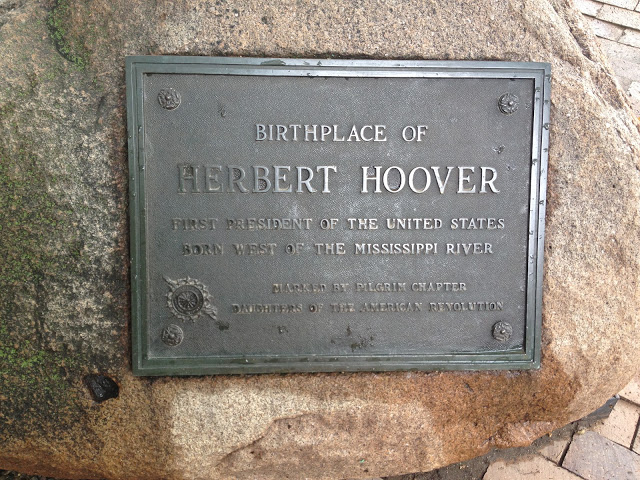 BIRTHPLACE OF
HERBERT HOOVER
FIRST PRESIDENT OF THE UNITED STATES
BORN WEST OF THE MISSISSIPPI RIVER
MARKED BY PILGRIM CHAPTER
DAUGHTERS OF THE AMERICAN REVOLUTION